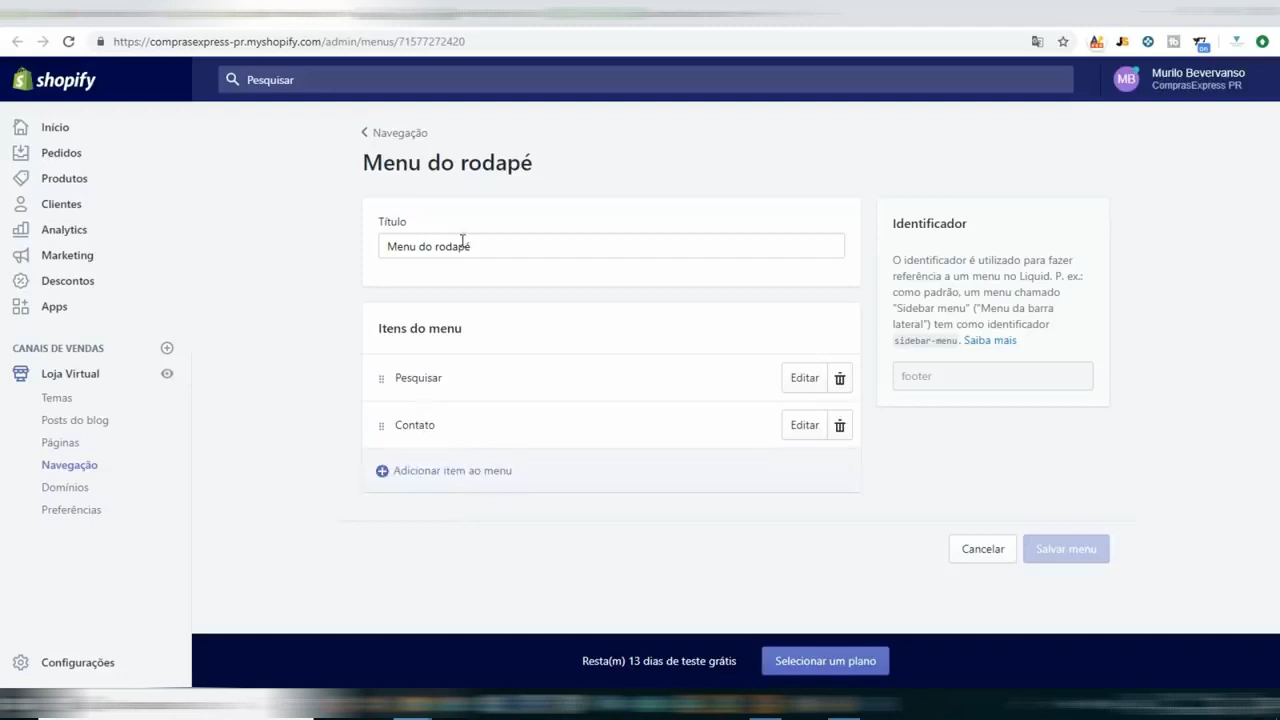 https://comprasexpress-pr.myshopify.com/admin/menus/71577272420
shopify
Pesquisar
MB
Murilo Bevervanso
ComprasExpress PR
Início
Pedidos
Produtos
Clientes
Analytics
Marketing
Descontos
Apps
CANAIS DE VENDAS
Loja Virtual
Temas
Posts do blog
Páginas
Navegação
Domínios
Preferências
Configurações
Navegação
Menu do rodapé
Título
Menu do rodapé
Itens do menu
Pesquisar
Editar
Contato
Editar
Adicionar item ao menu
Identificador
O identificador é utilizado para fazer
referência a um menu no Liquid. P. ex.:
como padrão, um menu chamado
"Sidebar menu" ("Menu da barra
lateral") tem como identificador
sidebar-menu. Saiba mais
footer
Cancelar
Salvar menu
Resta(m) 13 dias de teste grátis
Selecionar um plano